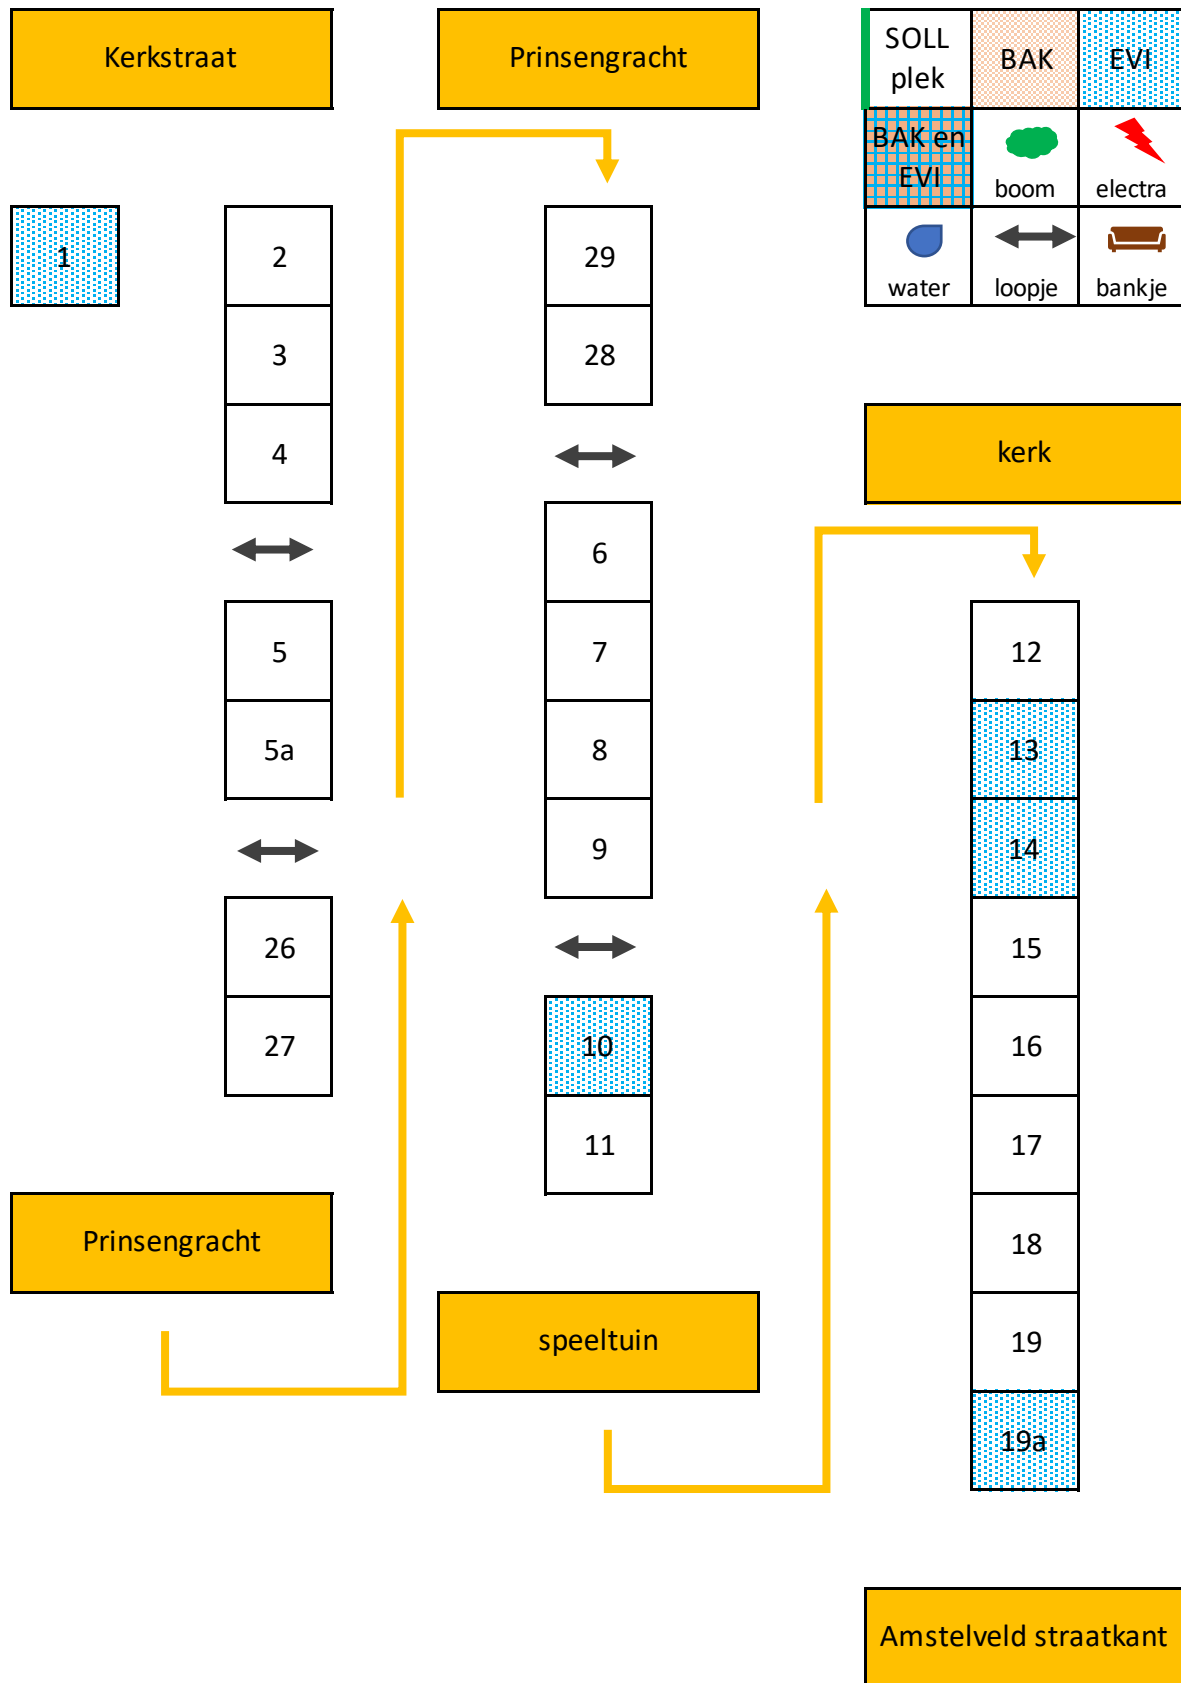 Kerkstraat
Prinsengracht
SOLL
plek
BAK
EVI
BAK en
EVI
boom
electra
water
loopje
bankje
1
2
3
4
5
5a
26
27
Prinsengracht
29
28
6
7
8
9
10
11
speeltuin
kerk
12
13
14
15
16
17
18
19
19a
Amstelveld straatkant